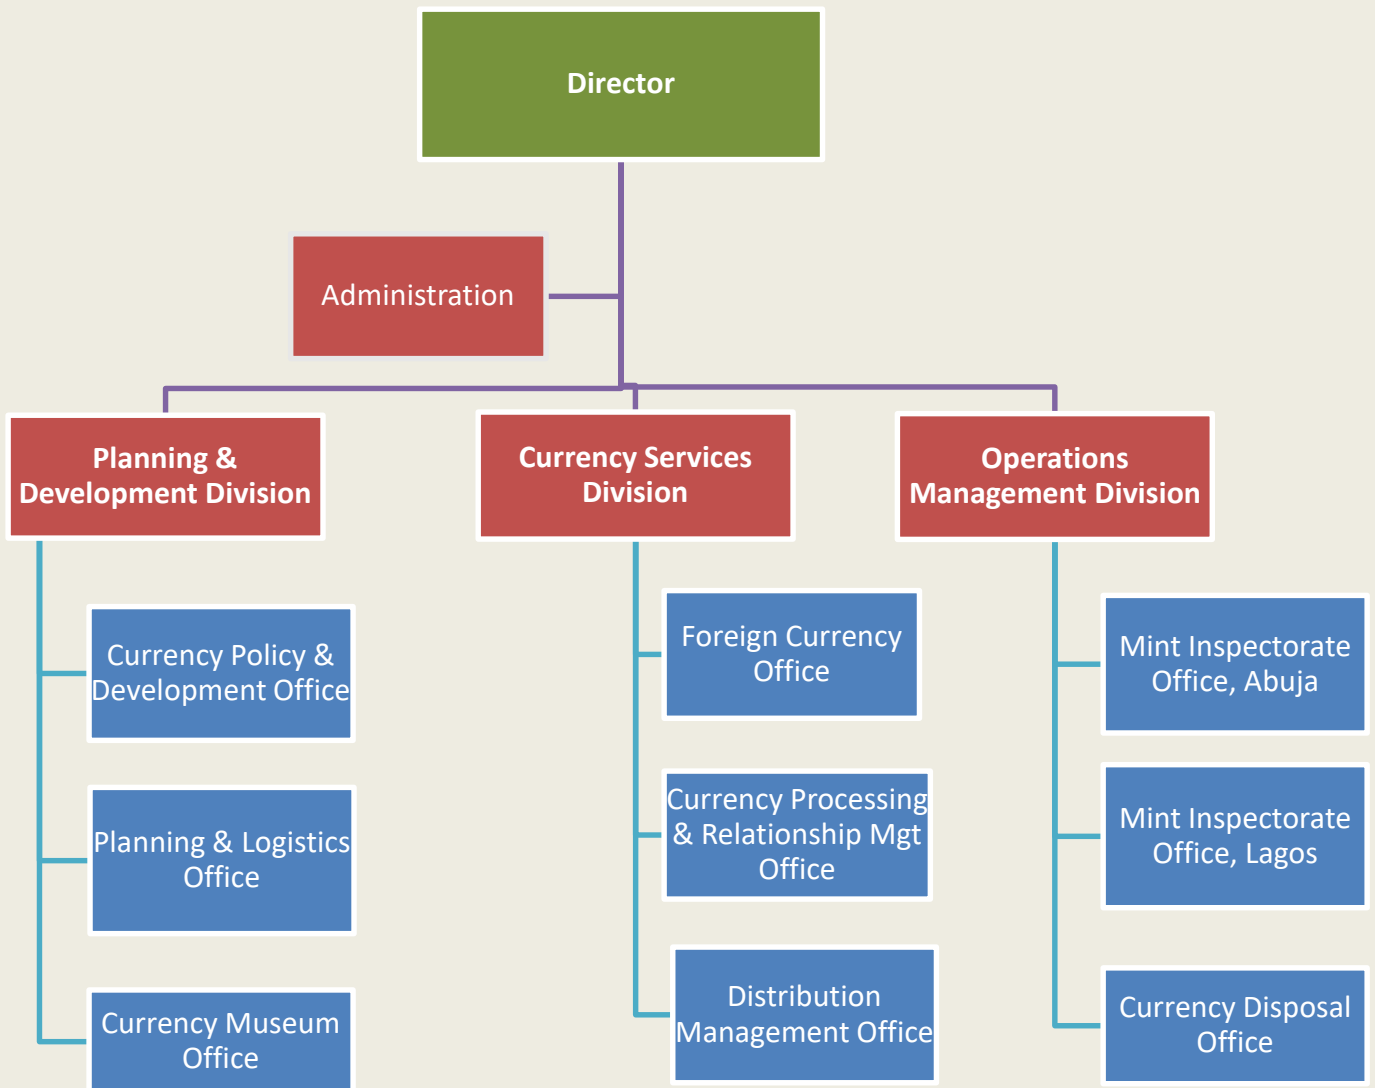 Director
Administration
Planning &
Development Division
Currency Services
Division
Operations
Management Division
Currency Policy &
Development Office
Planning & Logistics
Office
Currency Museum
Office
Foreign Currency
Office
Currency Processing
& Relationship Mgt
Office
Distribution
Management Office
Mint Inspectorate
Office, Abuja
Mint Inspectorate
Office, Lagos
Currency Disposal
Office